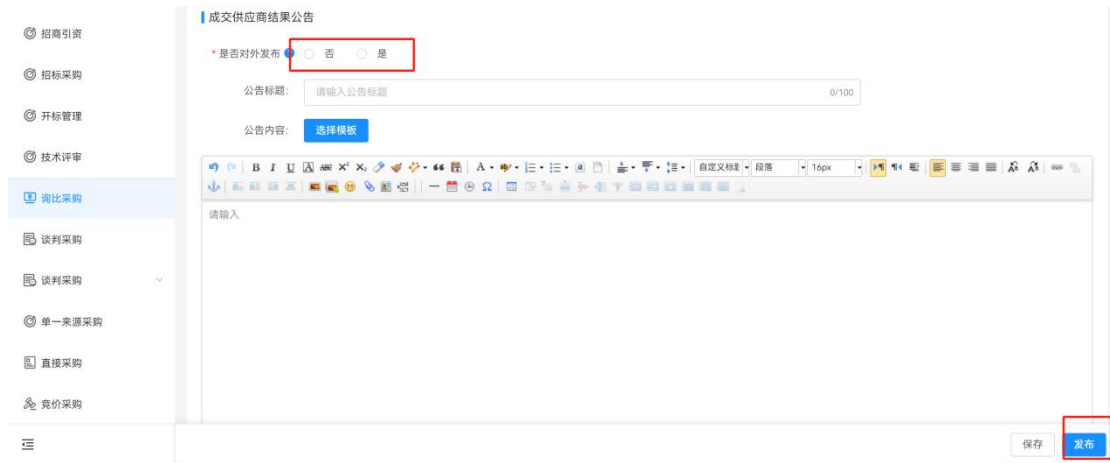 招商引资
招标采购
开标管理
技术评审
询比采购
谈判采购
谈判采购
单一来源采购
直接采购
竞价采购
成交供应商结果公告
* 是否对外发布 否 是
公告标题: 请输入公告标题 0/100
公告内容: 选择模板
B I U A ABC X² X₂ A 自定义标题 段落 16px
请输入
保存 发布